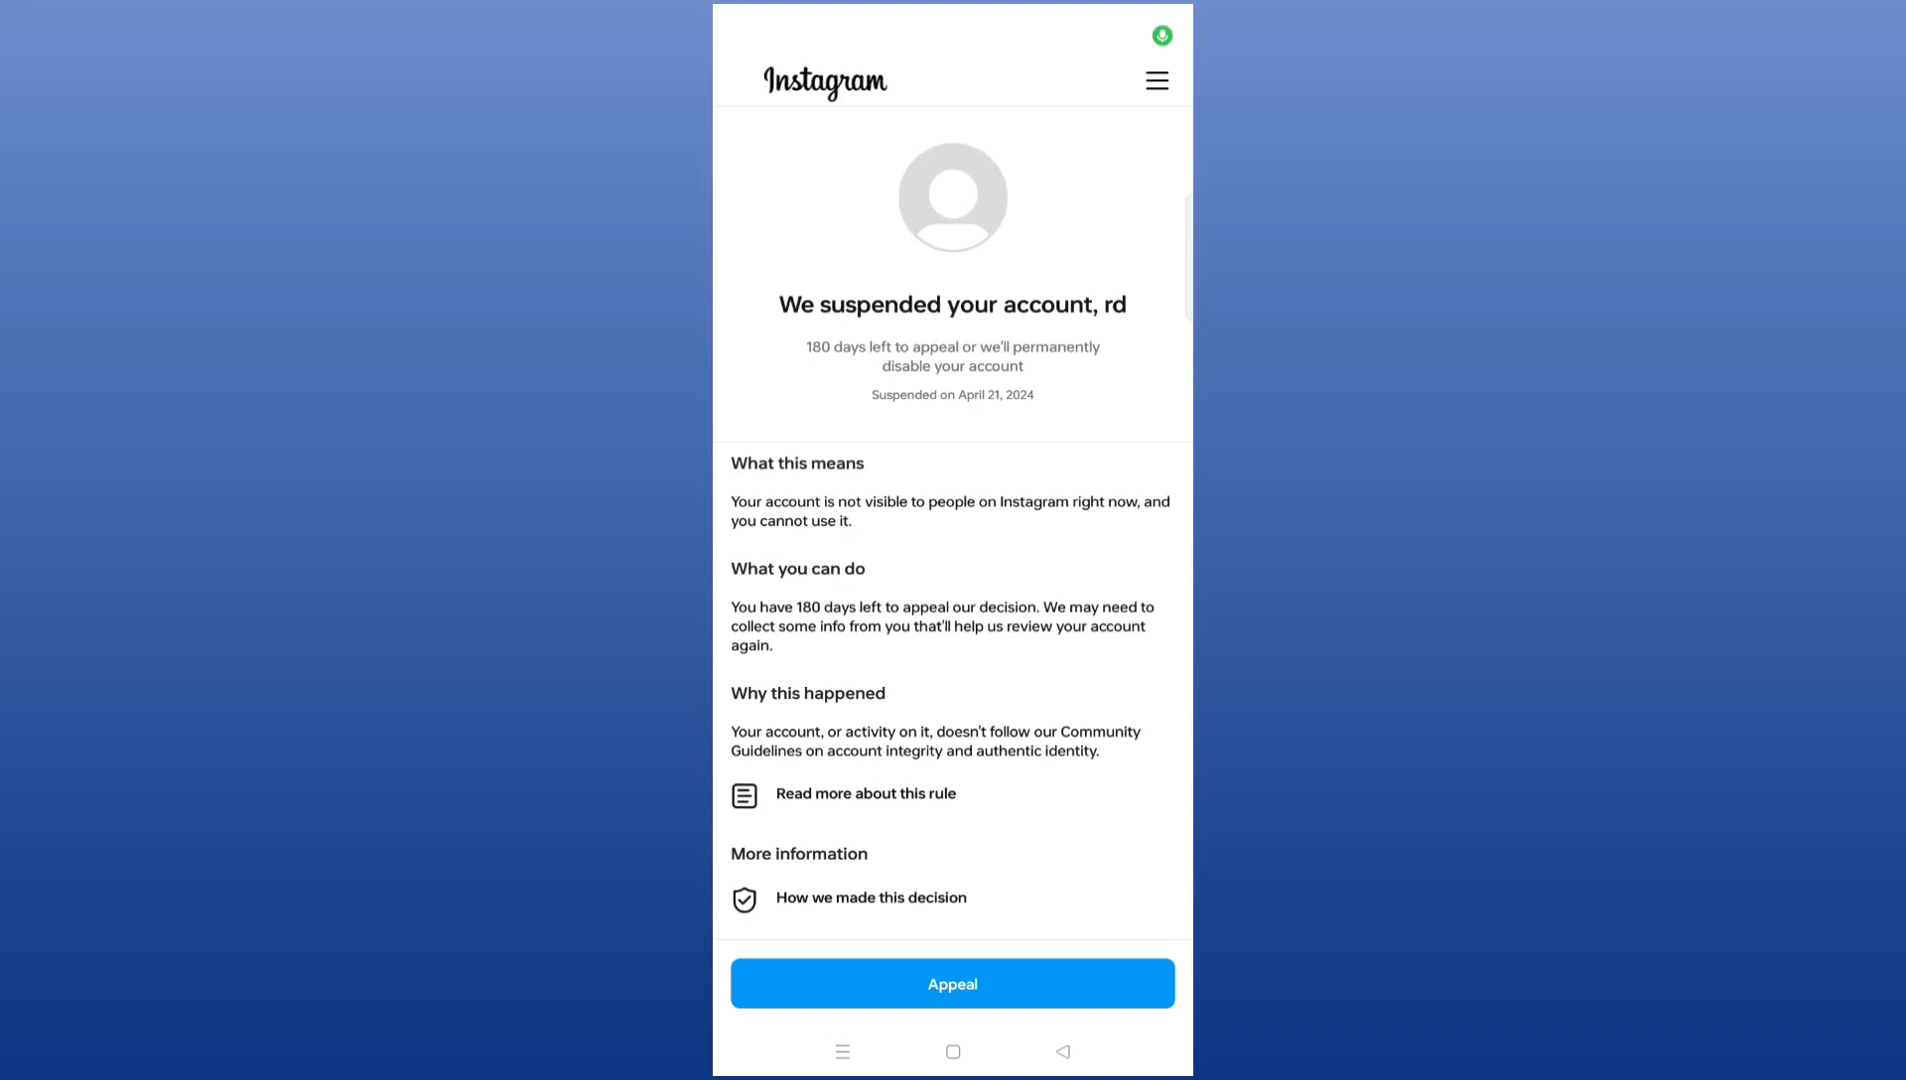 Instagram
We suspended your account, rd
180 days left to appeal or we'll permanently
disable your account
Suspended on April 21, 2024
What this means
Your account is not visible to people on Instagram right now, and
you cannot use it.
What you can do
You have 180 days left to appeal our decision. We may need to
collect some info from you that'll help us review your account
again.
Why this happened
Your account, or activity on it, doesn't follow our Community
Guidelines on account integrity and authentic identity.
Read more about this rule
More information
How we made this decision
Appeal